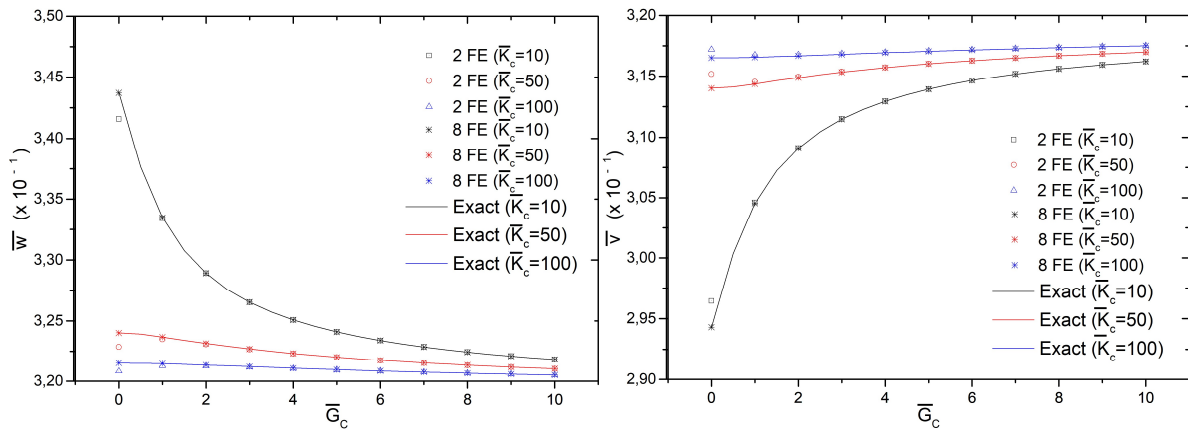 3,50
3,45
3,40
3,35
3,30
3,25
3,20
w̅ (x 10⁻¹)
2 FE (K̅c=10)
2 FE (K̅c=50)
2 FE (K̅c=100)
8 FE (K̅c=10)
8 FE (K̅c=50)
8 FE (K̅c=100)
Exact (K̅c=10)
Exact (K̅c=50)
Exact (K̅c=100)
0 2 4 6 8 10
G̅C
3,20
3,15
3,10
3,05
3,00
2,95
2,90
v̅ (x 10⁻¹)
2 FE (K̅c=10)
2 FE (K̅c=50)
2 FE (K̅c=100)
8 FE (K̅c=10)
8 FE (K̅c=50)
8 FE (K̅c=100)
Exact (K̅c=10)
Exact (K̅c=50)
Exact (K̅c=100)
0 2 4 6 8 10
G̅C